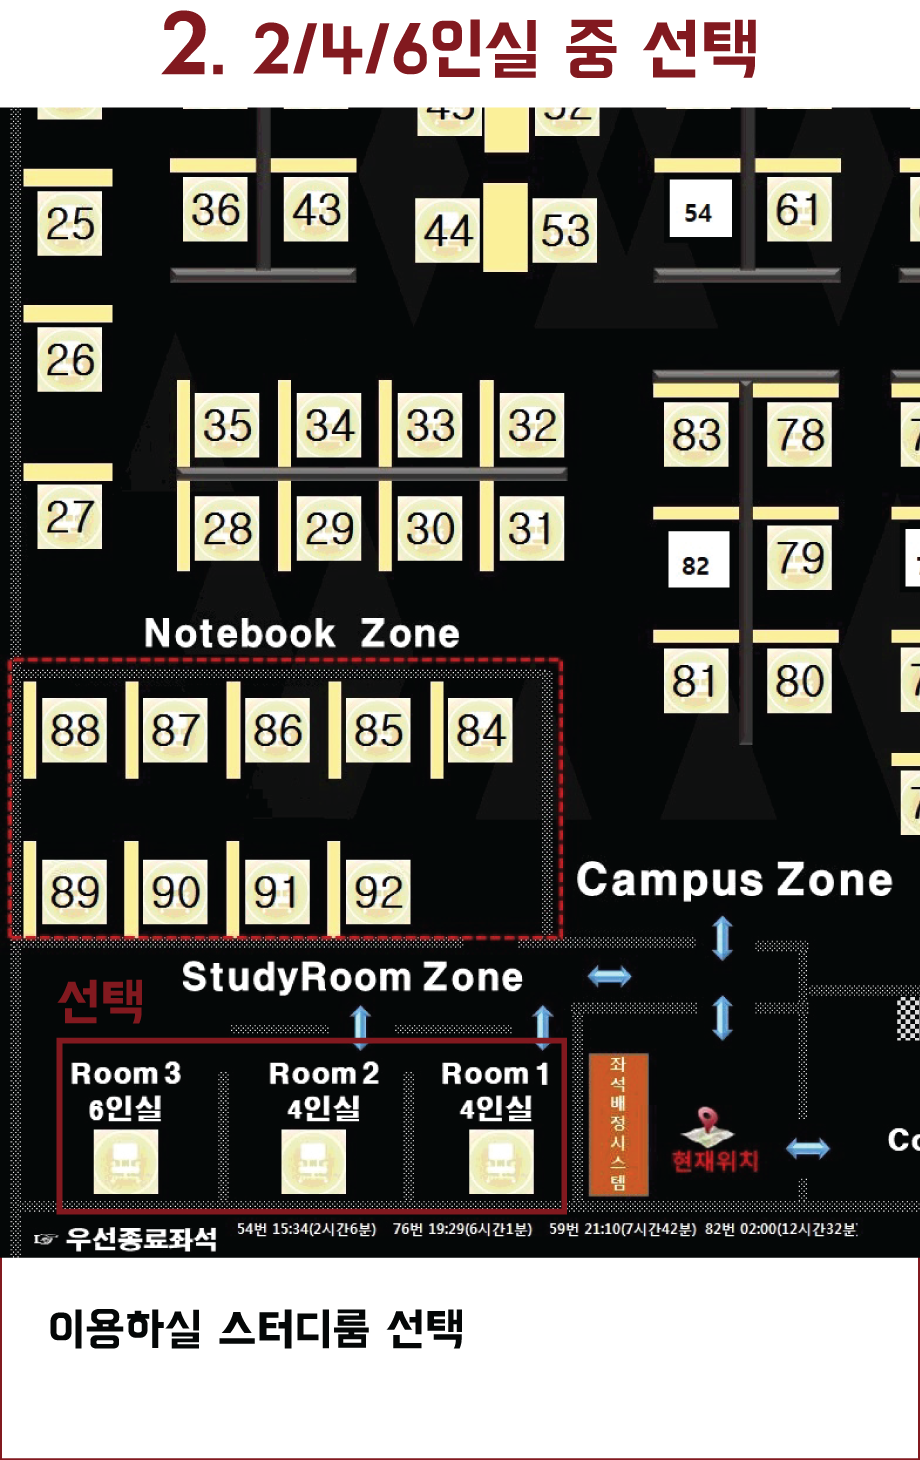 2. 2/4/6인실 중 선택
45 52
25 36 43 44 53 54 61
26
35 34 33 32 83 78
27 28 29 30 31 82 79
Notebook Zone
81 80
88 87 86 85 84
89 90 91 92
Campus Zone
StudyRoom Zone
선택
Room 3 Room 2 Room 1
6인실 4인실 4인실
좌석배정시스템
현재위치
☞ 우선종료좌석 54번 15:34(2시간6분) 76번 19:29(6시간1분) 59번 21:10(7시간42분) 82번 02:00(12시간32분
이용하실 스터디룸 선택